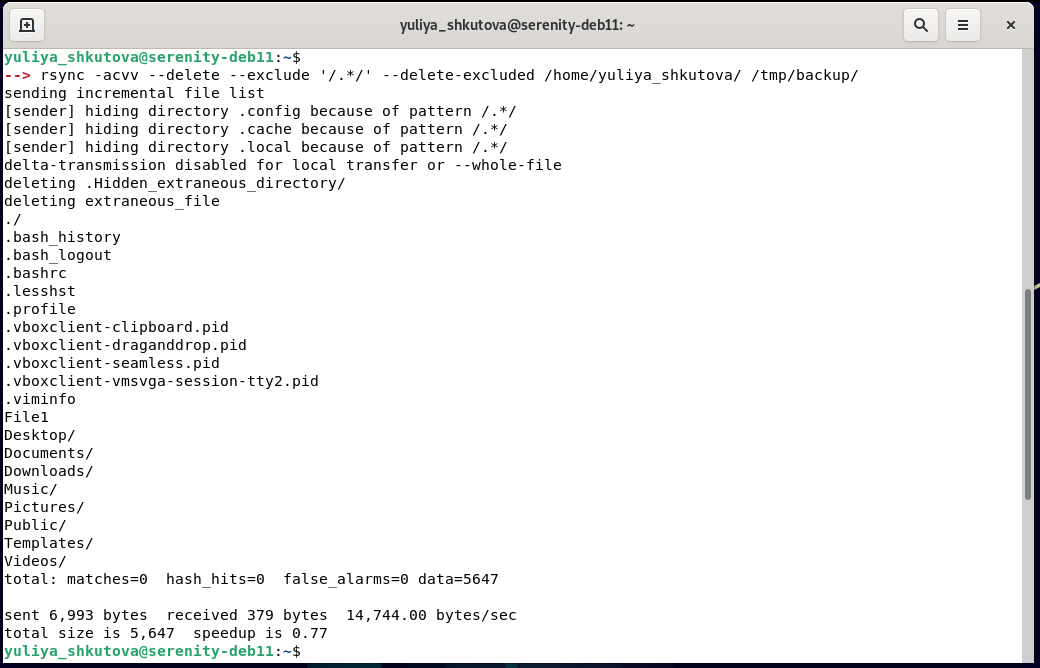 yuliya_shkutova@serenity-deb11: ~
yuliya_shkutova@serenity-deb11:~$
--> rsync -acvv --delete --exclude '/.*/' --delete-excluded /home/yuliya_shkutova/ /tmp/backup/
sending incremental file list
[sender] hiding directory .config because of pattern /.*/
[sender] hiding directory .cache because of pattern /.*/
[sender] hiding directory .local because of pattern /.*/
delta-transmission disabled for local transfer or --whole-file
deleting .Hidden_extraneous_directory/
deleting extraneous_file
./
.bash_history
.bash_logout
.bashrc
.lesshst
.profile
.vboxclient-clipboard.pid
.vboxclient-draganddrop.pid
.vboxclient-seamless.pid
.vboxclient-vmsvga-session-tty2.pid
.viminfo
File1
Desktop/
Documents/
Downloads/
Music/
Pictures/
Public/
Templates/
Videos/
total: matches=0  hash_hits=0  false_alarms=0 data=5647
sent 6,993 bytes  received 379 bytes  14,744.00 bytes/sec
total size is 5,647  speedup is 0.77
yuliya_shkutova@serenity-deb11:~$